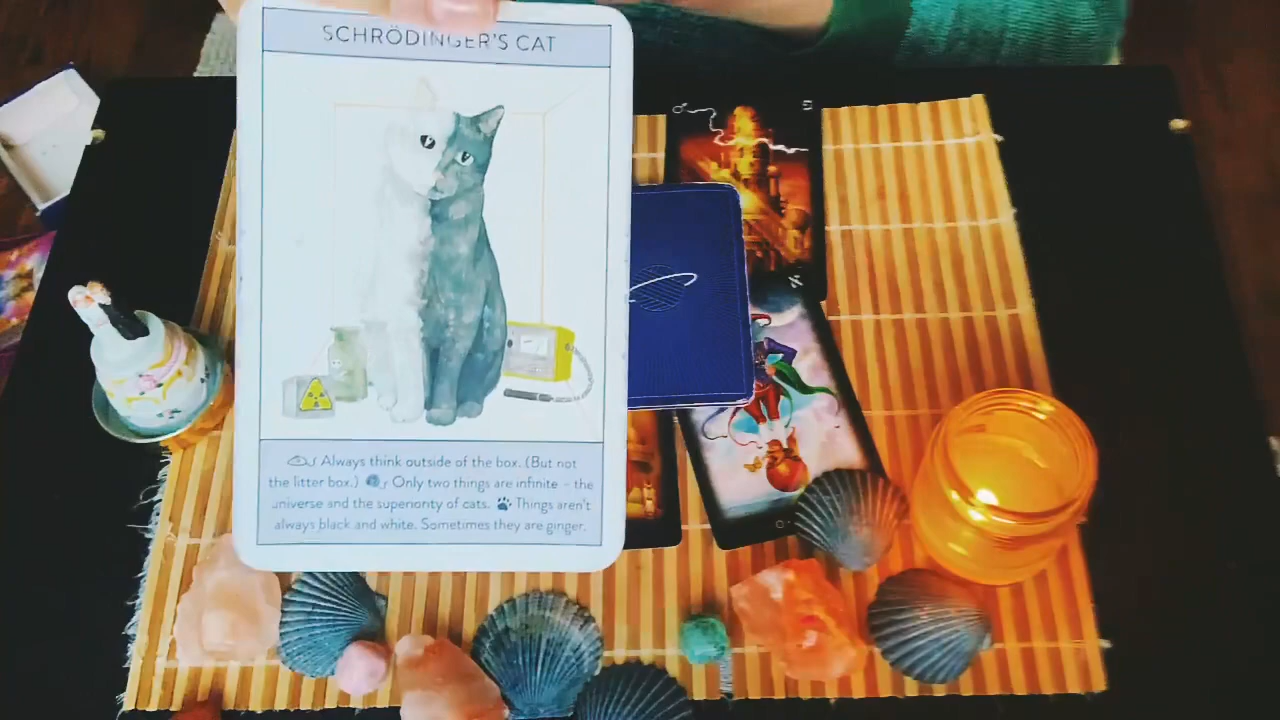 SCHRÖDINGER'S CAT
Always think outside of the box. (But not
the litter box.) Only two things are infinite – the
universe and the superiority of cats. Things aren't
always black and white. Sometimes they are ginger.